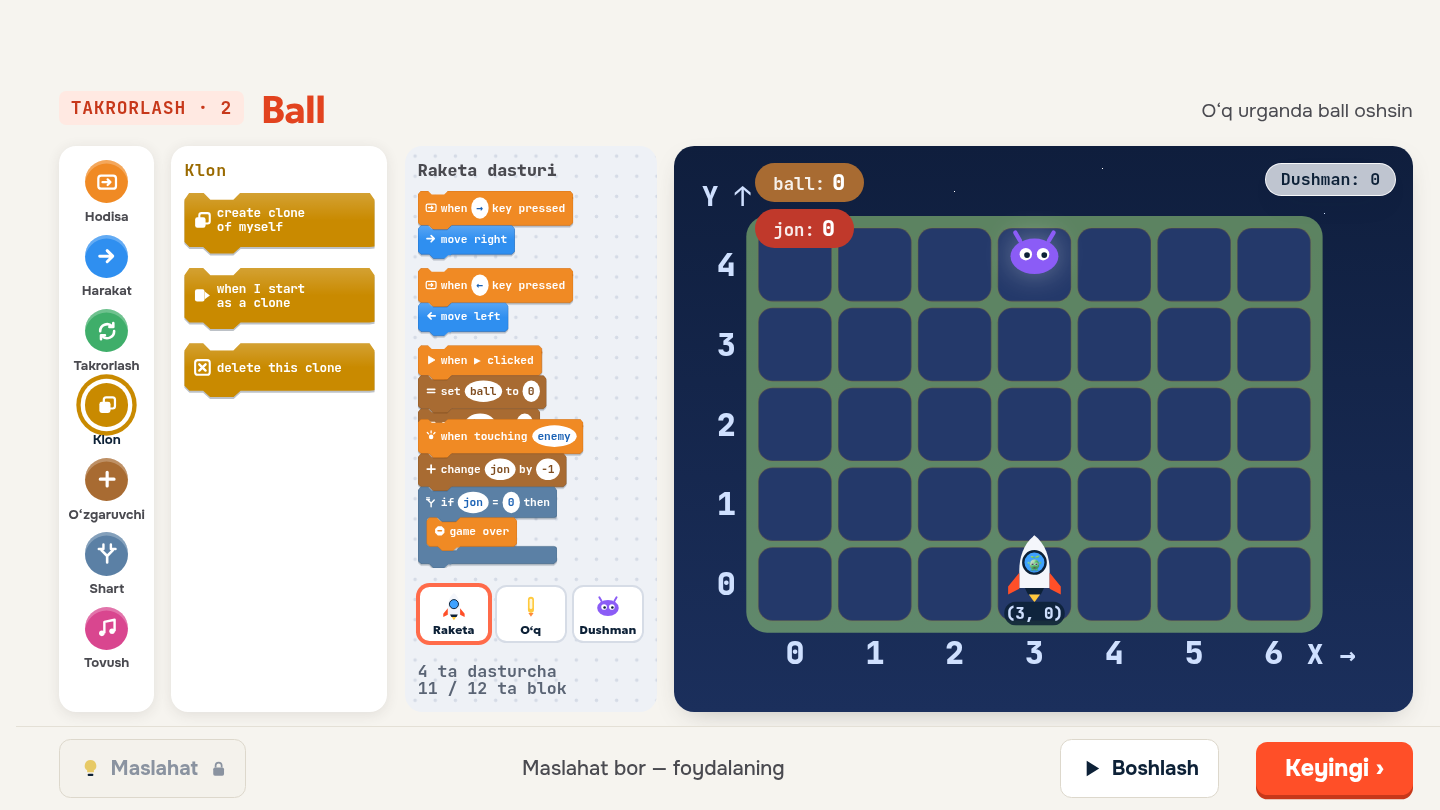 TAKRORLASH · 2
Ball
Oʻq urganda ball oshsin
Hodisa
Harakat
Takrorlash
Klon
Oʻzgaruvchi
Shart
Tovush
Klon
create clone
of myself
when I start
as a clone
delete this clone
Raketa dasturi
when → key pressed
→ move right
when ← key pressed
← move left
when ▶ clicked
= set ball to 0
when touching enemy
+ change jon by -1
if jon = 0 then
game over
Raketa
Oʻq
Dushman
4 ta dasturcha
11 / 12 ta blok
Y ↑
ball: 0
jon: 0
Dushman: 0
4
3
2
1
0
(3, 0)
0 1 2 3 4 5 6 X →
Maslahat
Maslahat bor — foydalaning
Boshlash
Keyingi ›